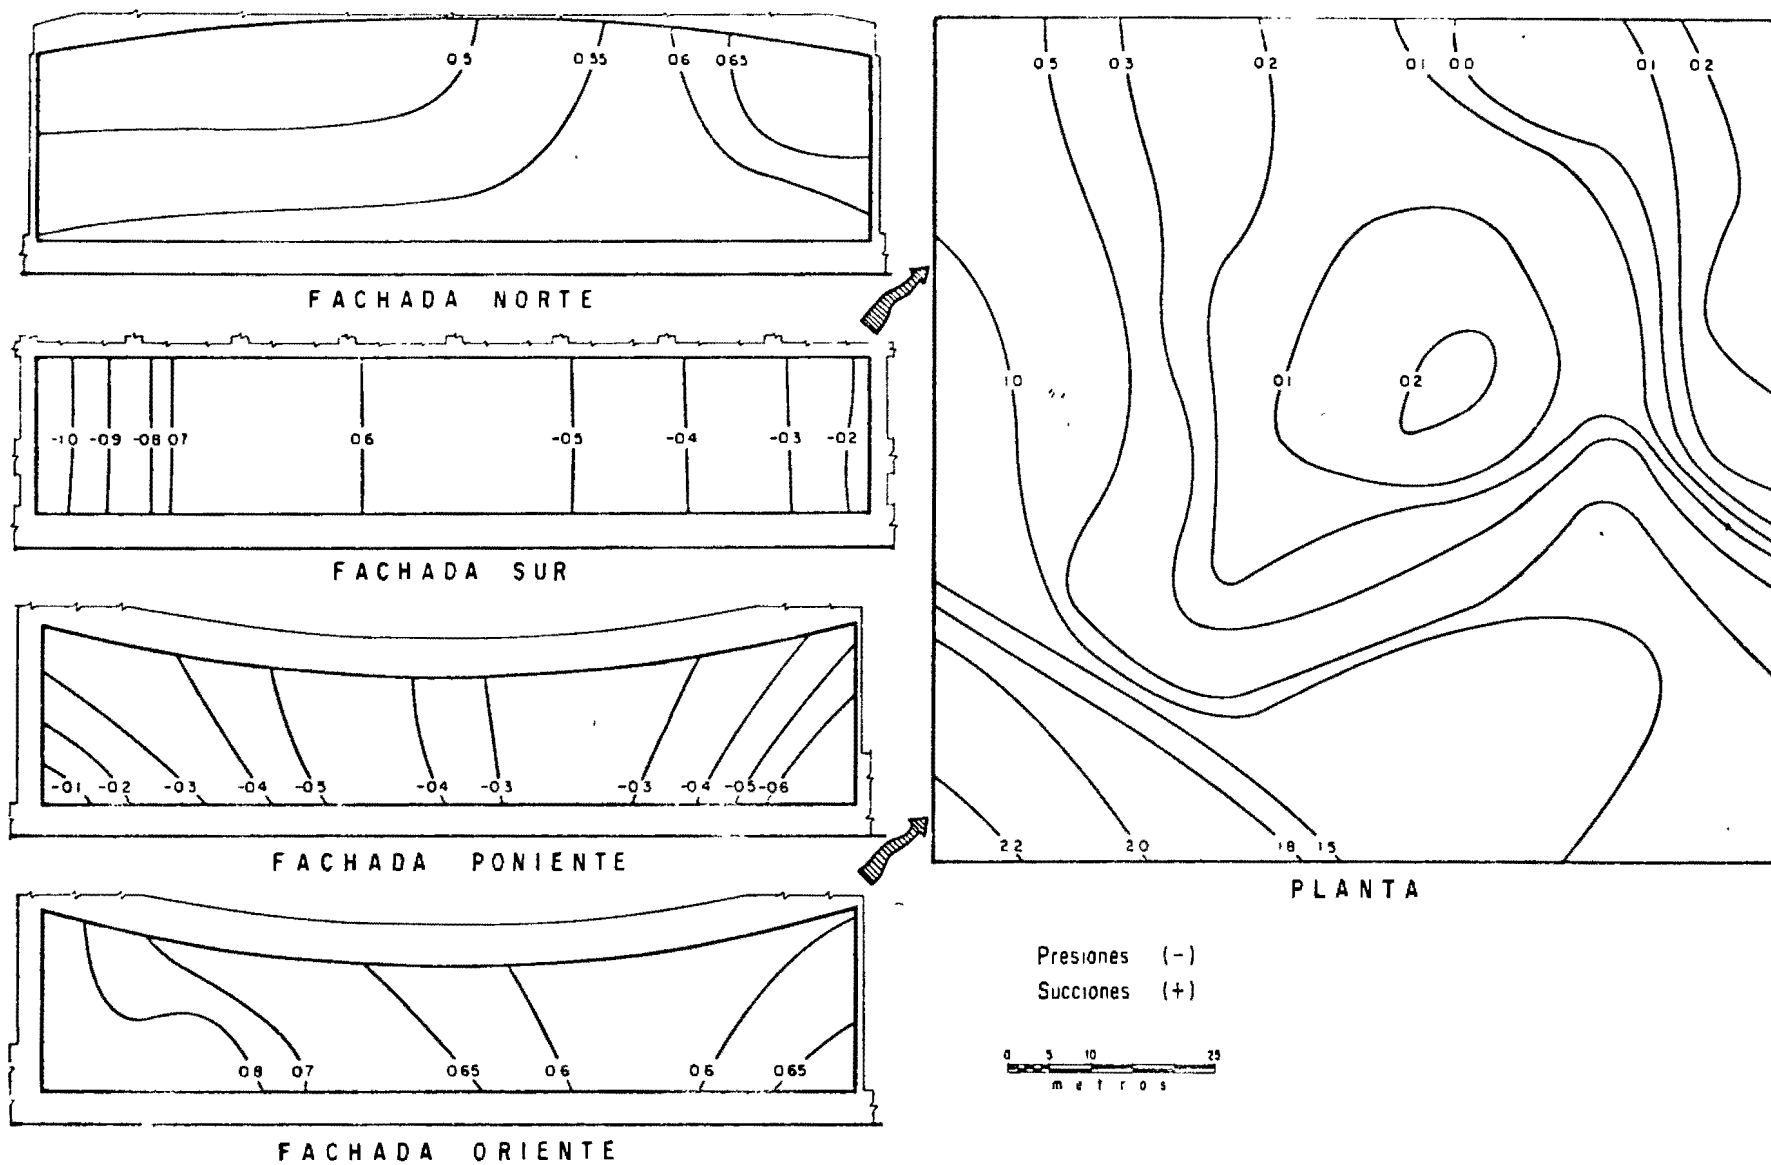 0.5 0.55 0.6 0.65
FACHADA NORTE
-1.0 -0.9 -0.8 0.7 0.6 -0.5 -0.4 -0.3 -0.2
FACHADA SUR
-0.1 -0.2 -0.3 -0.4 -0.5 -0.4 -0.3 -0.3 -0.4 -0.5 -0.6
FACHADA PONIENTE
0.8 0.7 0.65 0.6 0.6 0.65
FACHADA ORIENTE
0.5 0.3 0.2 0.1 0.0 0.1 0.2
1.0 0.1 0.2
2.2 2.0 1.8 1.5
PLANTA
Presiones (-)
Succiones (+)
0 5 10 25
metros